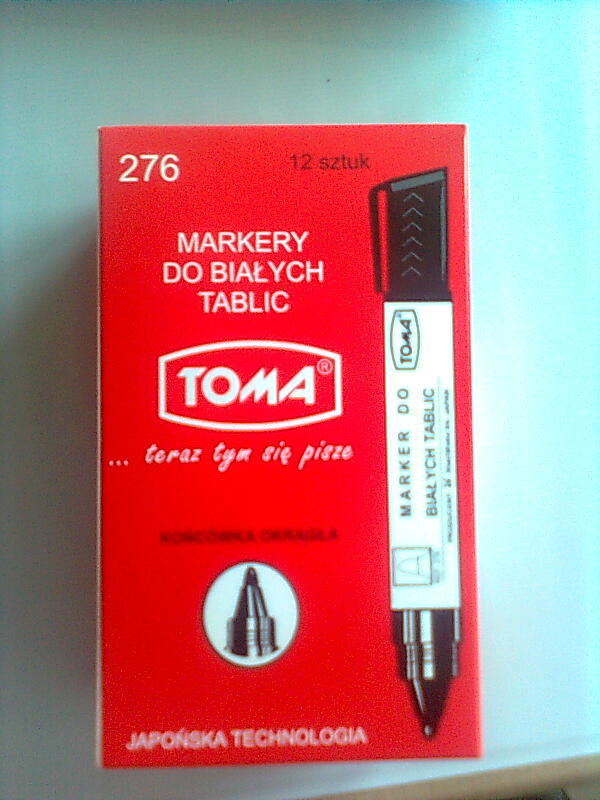 276
12 sztuk
MARKERY
DO BIAŁYCH
TABLIC
TOMA®
... teraz tym się pisze
KOŃCÓWKA OKRĄGŁA
JAPOŃSKA TECHNOLOGIA
TOMA
MARKER DO
BIAŁYCH TABLIC